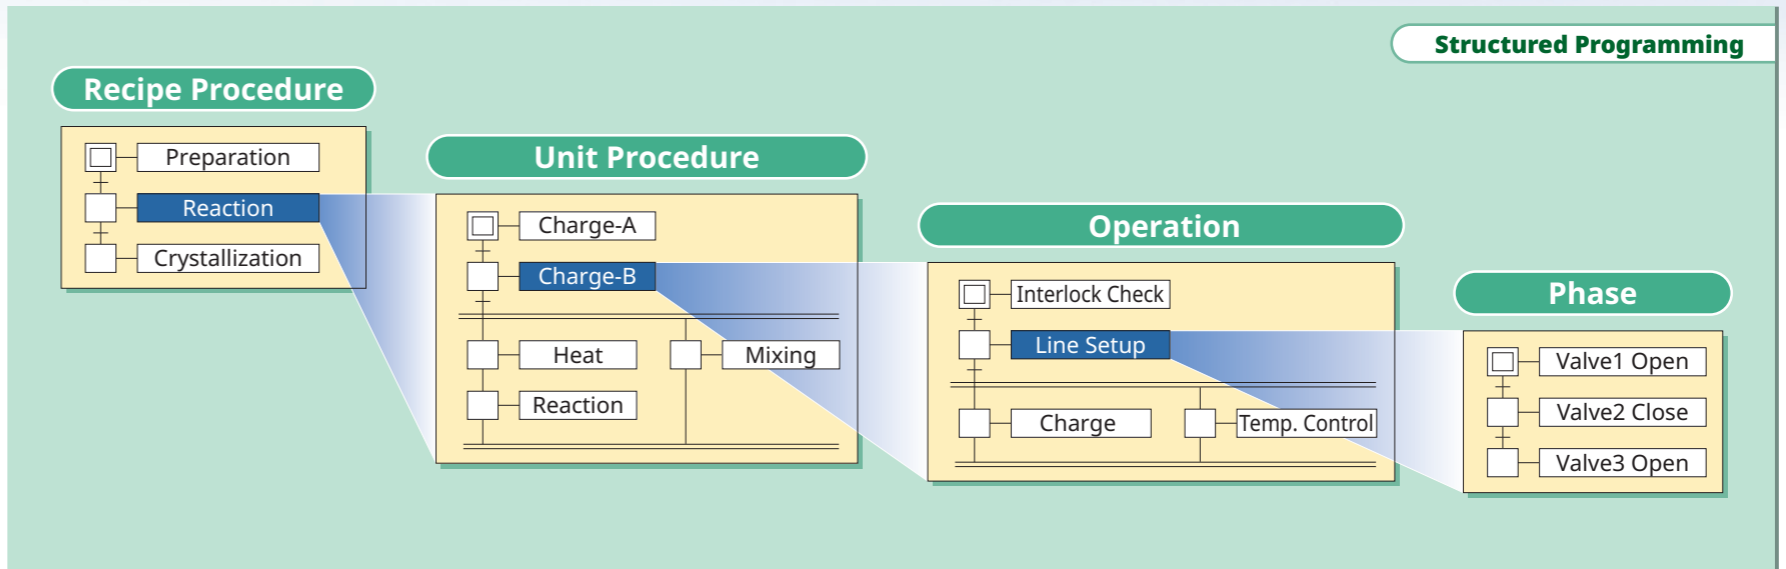 Structured Programming
Recipe Procedure
Preparation
Reaction
Crystallization
Unit Procedure
Charge-A
Charge-B
Heat
Mixing
Reaction
Operation
Interlock Check
Line Setup
Charge
Temp. Control
Phase
Valve1 Open
Valve2 Close
Valve3 Open